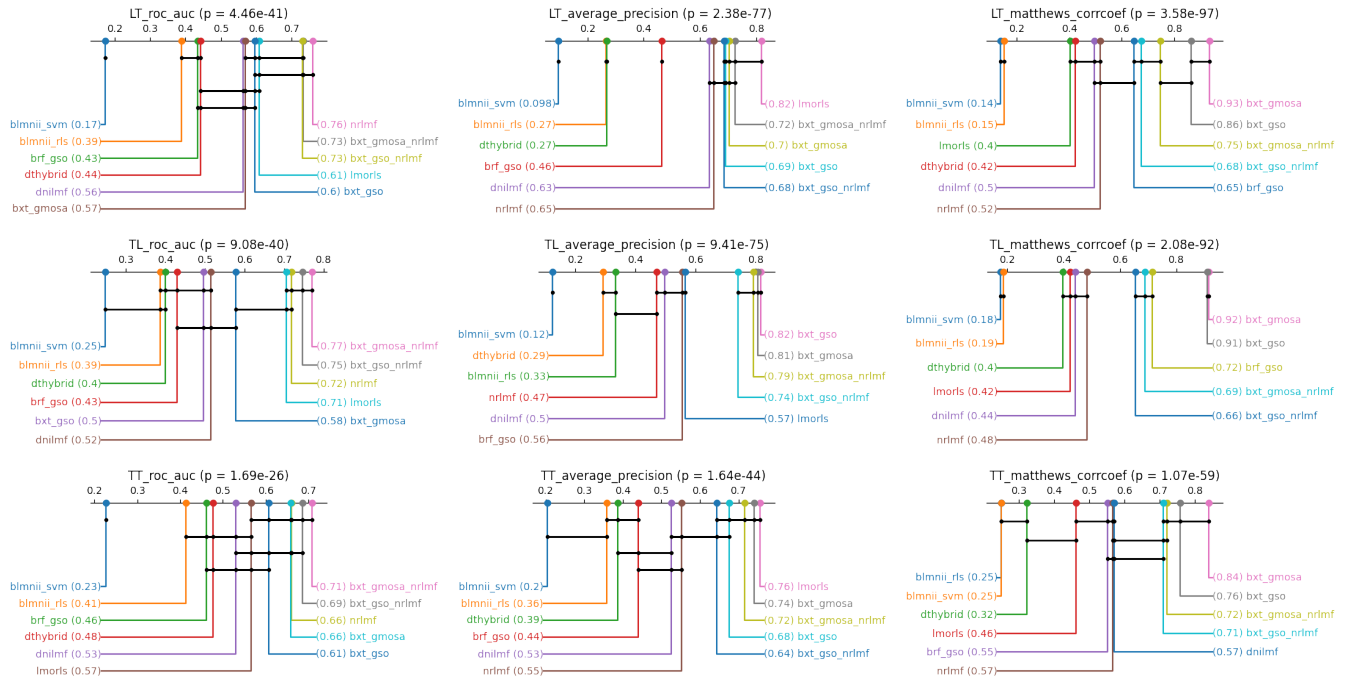 LT_roc_auc (p = 4.46e-41)
0.2 0.3 0.4 0.5 0.6 0.7
blmnii_svm (0.17)
blmnii_rls (0.39)
brf_gso (0.43)
dthybrid (0.44)
dnilmf (0.56)
bxt_gmosa (0.57)
(0.76) nrlmf
(0.73) bxt_gmosa_nrlmf
(0.73) bxt_gso_nrlmf
(0.61) lmorls
(0.6) bxt_gso
LT_average_precision (p = 2.38e-77)
0.2 0.4 0.6 0.8
blmnii_svm (0.098)
blmnii_rls (0.27)
dthybrid (0.27)
brf_gso (0.46)
dnilmf (0.63)
nrlmf (0.65)
(0.82) lmorls
(0.72) bxt_gmosa_nrlmf
(0.7) bxt_gmosa
(0.69) bxt_gso
(0.68) bxt_gso_nrlmf
LT_matthews_corrcoef (p = 3.58e-97)
0.2 0.4 0.6 0.8
blmnii_svm (0.14)
blmnii_rls (0.15)
lmorls (0.4)
dthybrid (0.42)
dnilmf (0.5)
nrlmf (0.52)
(0.93) bxt_gmosa
(0.86) bxt_gso
(0.75) bxt_gmosa_nrlmf
(0.68) bxt_gso_nrlmf
(0.65) brf_gso
TL_roc_auc (p = 9.08e-40)
0.3 0.4 0.5 0.6 0.7 0.8
blmnii_svm (0.25)
blmnii_rls (0.39)
dthybrid (0.4)
brf_gso (0.43)
bxt_gso (0.5)
dnilmf (0.52)
(0.77) bxt_gmosa_nrlmf
(0.75) bxt_gso_nrlmf
(0.72) nrlmf
(0.71) lmorls
(0.58) bxt_gmosa
TL_average_precision (p = 9.41e-75)
0.2 0.4 0.6 0.8
blmnii_svm (0.12)
dthybrid (0.29)
blmnii_rls (0.33)
nrlmf (0.47)
dnilmf (0.5)
brf_gso (0.56)
(0.82) bxt_gso
(0.81) bxt_gmosa
(0.79) bxt_gmosa_nrlmf
(0.74) bxt_gso_nrlmf
(0.57) lmorls
TL_matthews_corrcoef (p = 2.08e-92)
0.2 0.4 0.6 0.8
blmnii_svm (0.18)
blmnii_rls (0.19)
dthybrid (0.4)
lmorls (0.42)
dnilmf (0.44)
nrlmf (0.48)
(0.92) bxt_gmosa
(0.91) bxt_gso
(0.72) brf_gso
(0.69) bxt_gmosa_nrlmf
(0.66) bxt_gso_nrlmf
TT_roc_auc (p = 1.69e-26)
0.2 0.3 0.4 0.5 0.6 0.7
blmnii_svm (0.23)
blmnii_rls (0.41)
brf_gso (0.46)
dthybrid (0.48)
dnilmf (0.53)
lmorls (0.57)
(0.71) bxt_gmosa_nrlmf
(0.69) bxt_gso_nrlmf
(0.66) nrlmf
(0.66) bxt_gmosa
(0.61) bxt_gso
TT_average_precision (p = 1.64e-44)
0.2 0.3 0.4 0.5 0.6 0.7
blmnii_svm (0.2)
blmnii_rls (0.36)
dthybrid (0.39)
brf_gso (0.44)
dnilmf (0.53)
nrlmf (0.55)
(0.76) lmorls
(0.74) bxt_gmosa
(0.72) bxt_gmosa_nrlmf
(0.68) bxt_gso
(0.64) bxt_gso_nrlmf
TT_matthews_corrcoef (p = 1.07e-59)
0.3 0.4 0.5 0.6 0.7 0.8
blmnii_rls (0.25)
blmnii_svm (0.25)
dthybrid (0.32)
lmorls (0.46)
brf_gso (0.55)
nrlmf (0.57)
(0.84) bxt_gmosa
(0.76) bxt_gso
(0.72) bxt_gmosa_nrlmf
(0.71) bxt_gso_nrlmf
(0.57) dnilmf